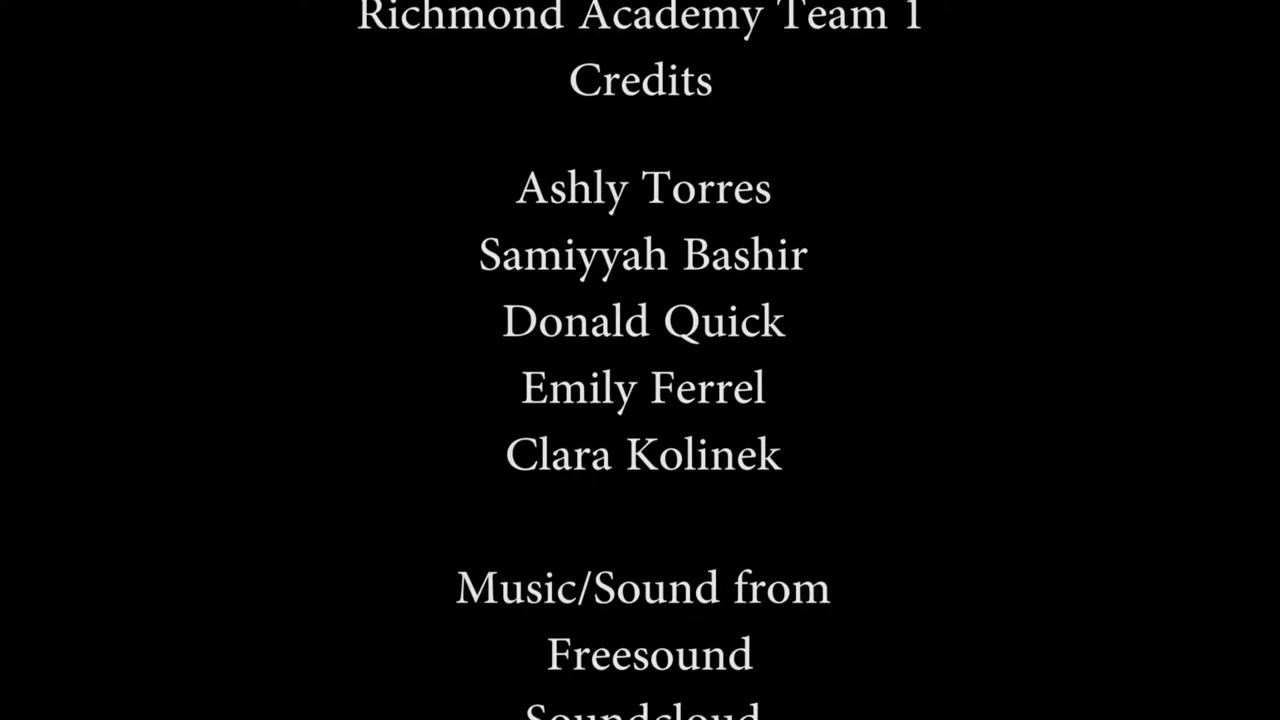 Richmond Academy Team 1
Credits
Ashly Torres
Samiyyah Bashir
Donald Quick
Emily Ferrel
Clara Kolinek
Music/Sound from
Freesound
Soundcloud